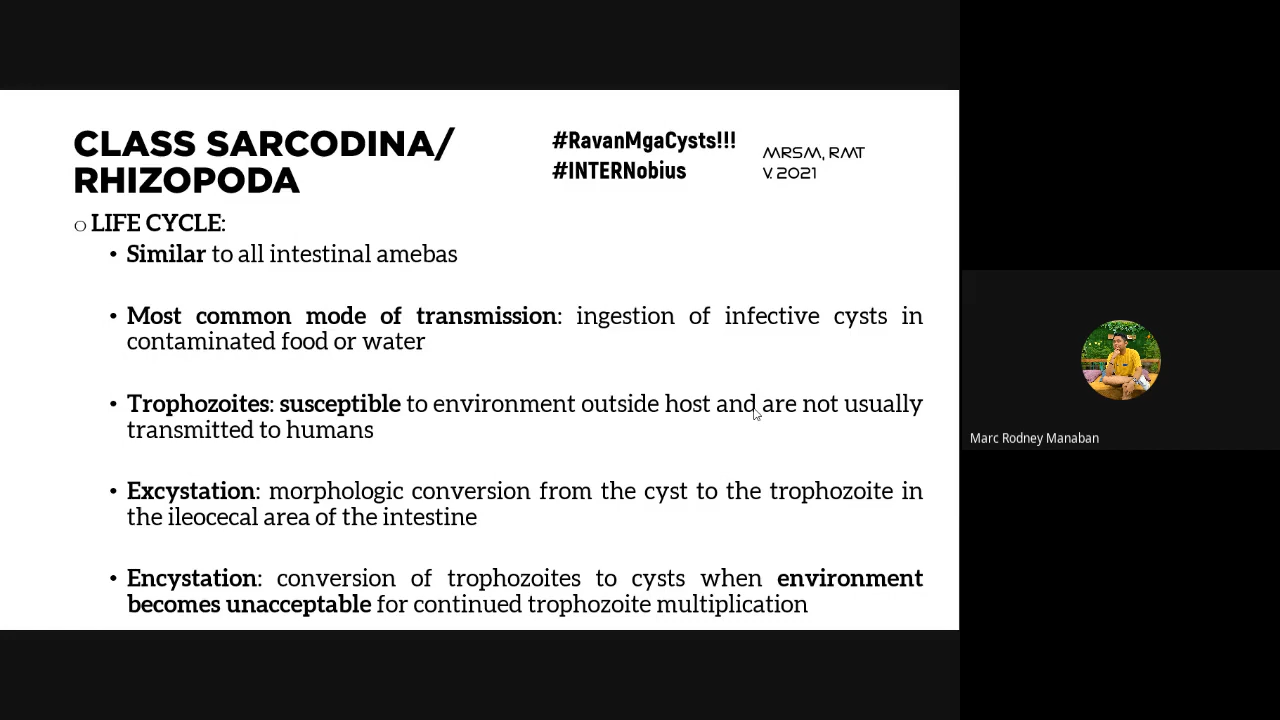 CLASS SARCODINA/
RHIZOPODA
#RavanMgaCysts!!!
#INTERNobius
MRSM, RMT
V. 2021
○ LIFE CYCLE:
• Similar to all intestinal amebas
• Most common mode of transmission: ingestion of infective cysts in
contaminated food or water
• Trophozoites: susceptible to environment outside host and are not usually
transmitted to humans
• Excystation: morphologic conversion from the cyst to the trophozoite in
the ileocecal area of the intestine
• Encystation: conversion of trophozoites to cysts when environment
becomes unacceptable for continued trophozoite multiplication
Marc Rodney Manaban